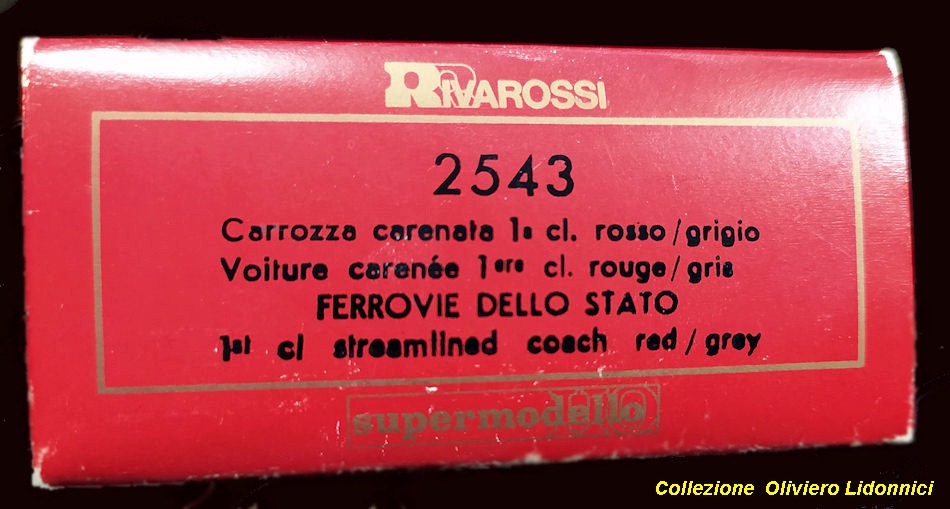 RIVAROSSI
2543
Carrozza carenata 1a cl. rosso/grigio
Voiture carenée 1ere cl. rouge/gris
FERROVIE DELLO STATO
1st cl streamlined coach red/grey
supermodello
Collezione Oliviero Lidonnici